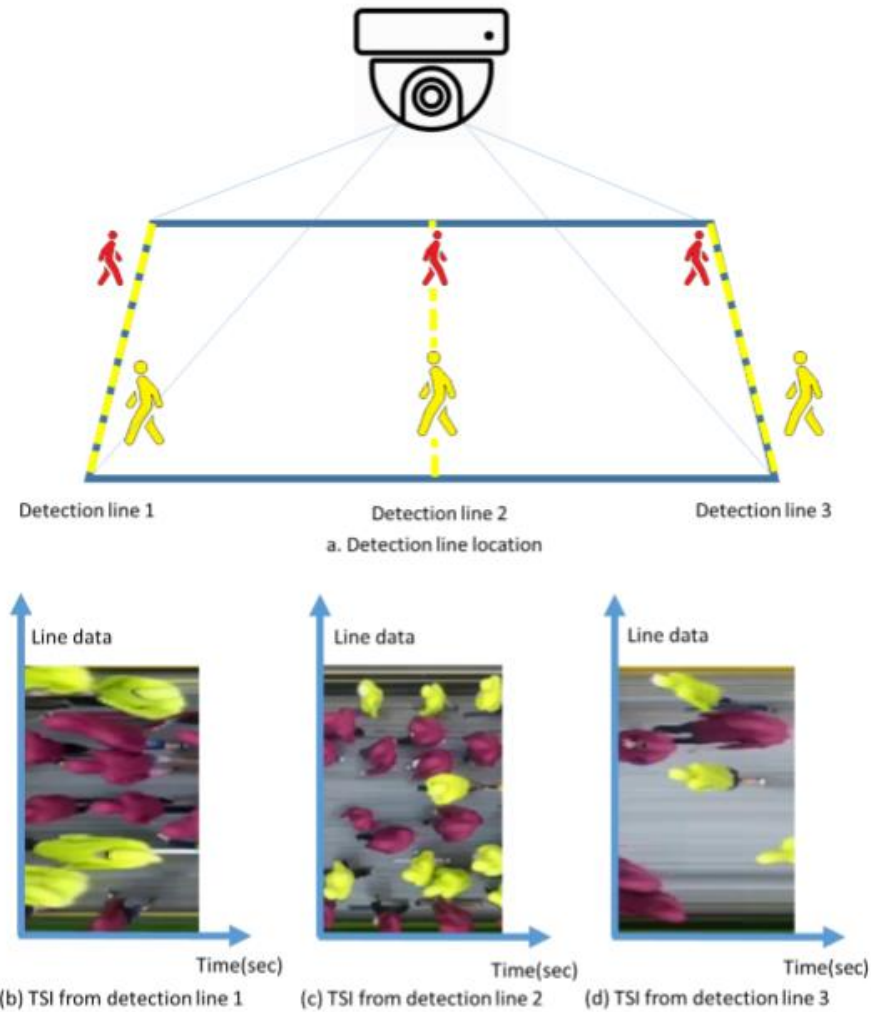 Detection line 1
Detection line 2
Detection line 3
a. Detection line location
Line data
Line data
Line data
Time(sec)
Time(sec)
Time(sec)
(b) TSI from detection line 1
(c) TSI from detection line 2
(d) TSI from detection line 3